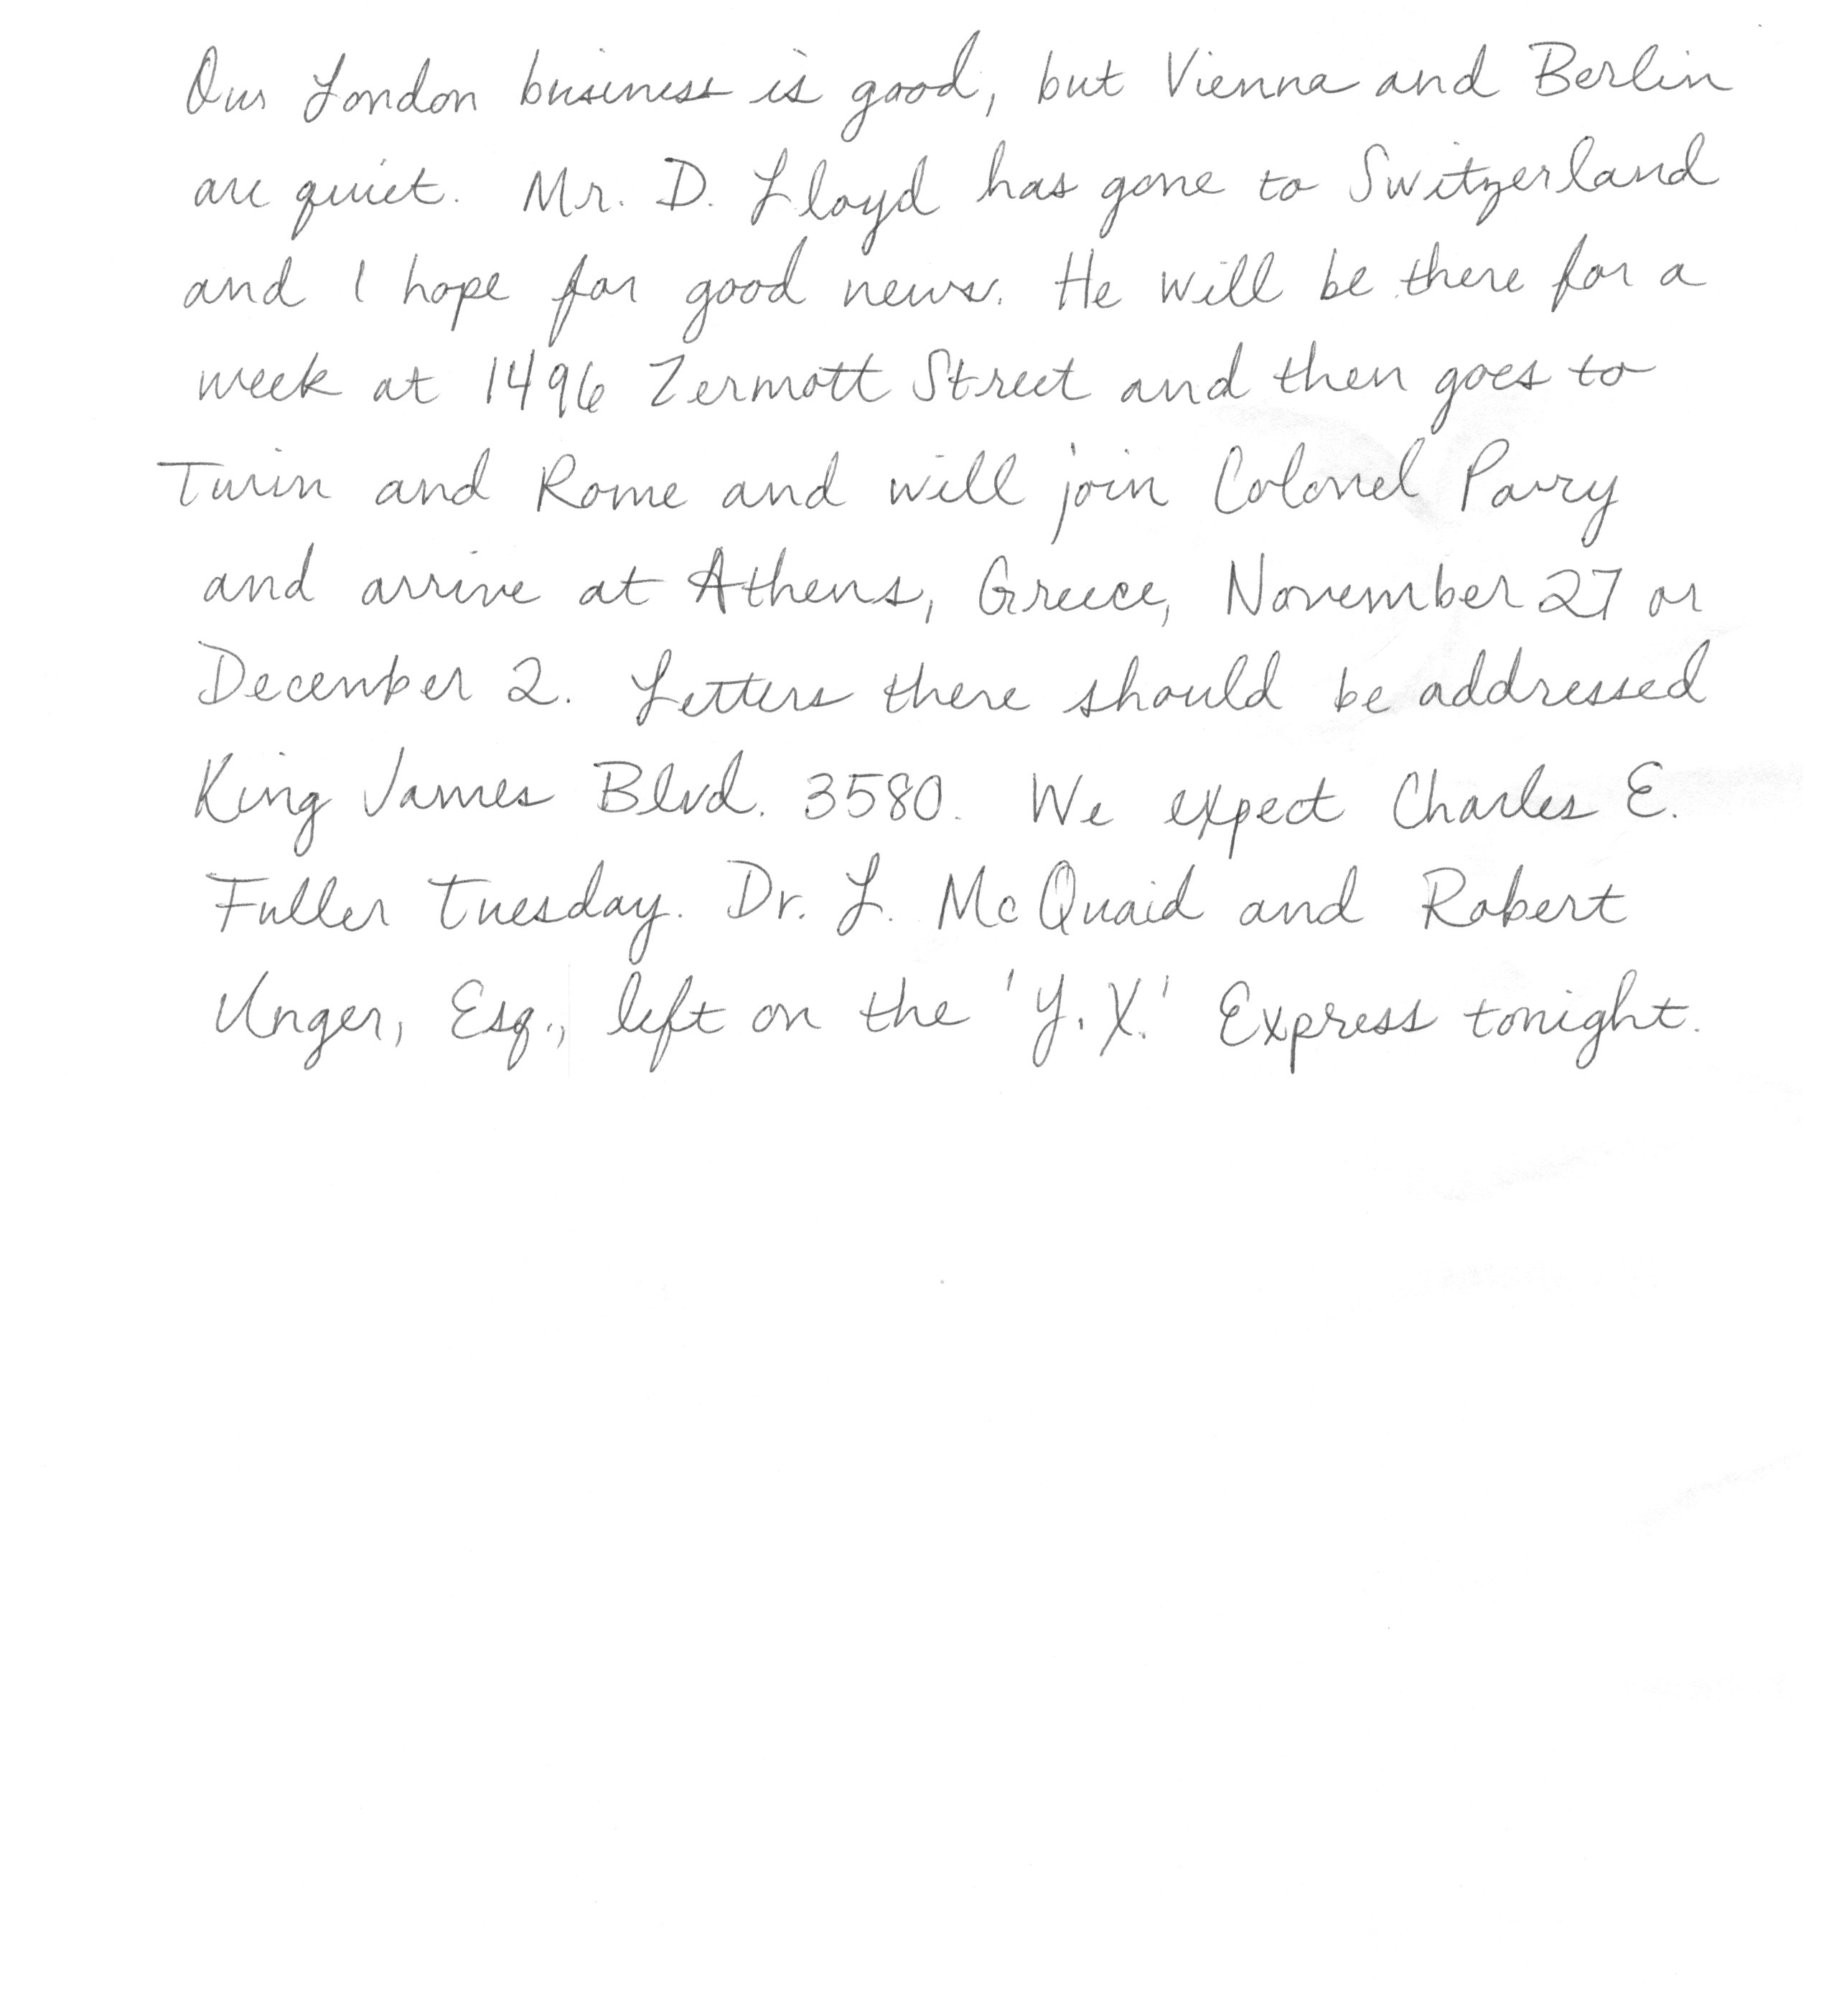 Our London business is good, but Vienna and Berlin
are quiet. Mr. D. Lloyd has gone to Switzerland
and I hope for good news. He will be there for a
week at 1496 Zermott Street and then goes to
Turin and Rome and will join Colonel Parry
and arrive at Athens, Greece, November 27 or
December 2. Letters there should be addressed
King James Blvd. 3580. We expect Charles E.
Fuller Tuesday. Dr. L. McQuaid and Robert
Unger, Esq., left on the 'Y.X.' Express tonight.